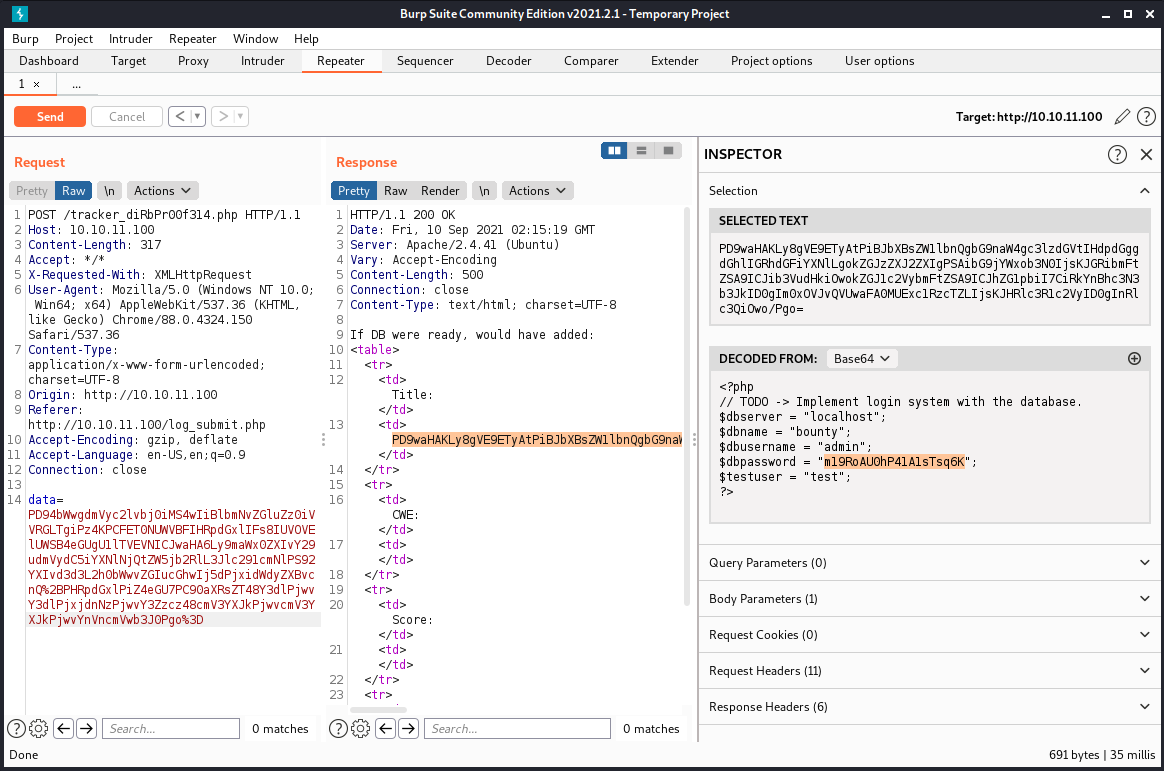 Burp Suite Community Edition v2021.2.1 - Temporary Project
Burp Project Intruder Repeater Window Help
Dashboard Target Proxy Intruder Repeater Sequencer Decoder Comparer Extender Project options User options
1 × ...
Send Cancel < > Target: http://10.10.11.100 ?
Request
Pretty Raw \n Actions
1 POST /tracker_diRbPr00f314.php HTTP/1.1
2 Host: 10.10.11.100
3 Content-Length: 317
4 Accept: */*
5 X-Requested-With: XMLHttpRequest
6 User-Agent: Mozilla/5.0 (Windows NT 10.0;
Win64; x64) AppleWebKit/537.36 (KHTML,
like Gecko) Chrome/88.0.4324.150
Safari/537.36
7 Content-Type:
application/x-www-form-urlencoded;
charset=UTF-8
8 Origin: http://10.10.11.100
9 Referer:
http://10.10.11.100/log_submit.php
10 Accept-Encoding: gzip, deflate
11 Accept-Language: en-US,en;q=0.9
12 Connection: close
13
14 data=
? Search... 0 matches
Response
Pretty Raw Render \n Actions
1 HTTP/1.1 200 OK
2 Date: Fri, 10 Sep 2021 02:15:19 GMT
3 Server: Apache/2.4.41 (Ubuntu)
4 Vary: Accept-Encoding
5 Content-Length: 500
6 Connection: close
7 Content-Type: text/html; charset=UTF-8
8
9 If DB were ready, would have added:
10 <table>
11 <tr>
12 <td>
Title:
</td>
13 <td>
PD9waHAKLy8gVE9ETyAtPiBJbXBsZW1lbnQgbG9naW
</td>
14 </tr>
15 <tr>
16 <td>
CWE:
</td>
17 <td>
</td>
18 </tr>
19 <tr>
20 <td>
Score:
</td>
21 <td>
</td>
22 </tr>
23 <tr>
? Search... 0 matches
INSPECTOR ?
Selection
SELECTED TEXT
PD9waHAKLy8gVE9ETyAtPiBJbXBsZW1lbnQgbG9naW4gc3lzdGVtIHdpdGgg
dGhlIGRhdGFiYXNlLgokZGJzZXJ2ZXIgPSAibG9jYWxob3N0IjsKJGRibmFt
ZSA9ICJib3VudHkiOwokZGJ1c2VybmFtZSA9ICJhZG1pbiI7CiRkYnBhc3N3
b3JkID0gIm0xOVJvQVUwaFA0MUExc1RzcTZLIjsKJHRlc3R1c2VyID0gInRl
c3QiOwo/Pgo=
DECODED FROM: Base64
<?php
// TODO -> Implement login system with the database.
$dbserver = "localhost";
$dbname = "bounty";
$dbusername = "admin";
$dbpassword = "m19RoAU0hP41A1sTsq6K";
$testuser = "test";
?>
Query Parameters (0)
Body Parameters (1)
Request Cookies (0)
Request Headers (11)
Response Headers (6)
Done 691 bytes | 35 millis